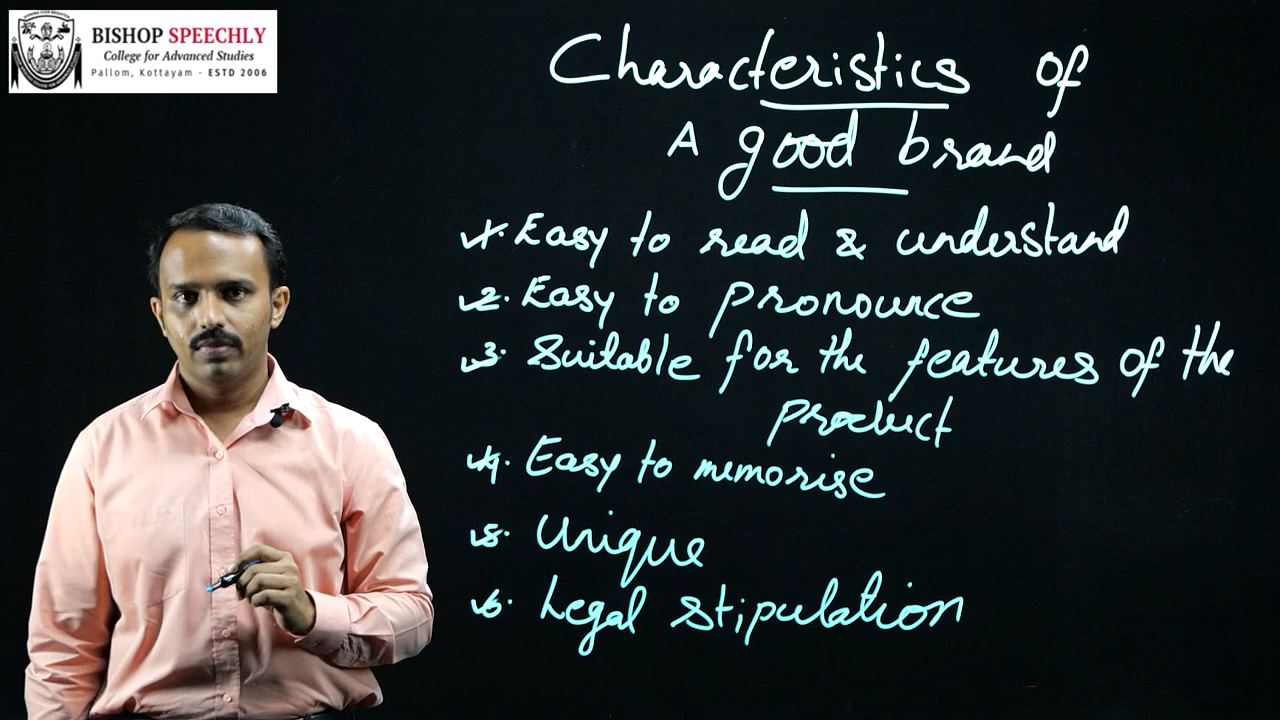 BISHOP SPEECHLY
College for Advanced Studies
Pallom, Kottayam - ESTD 2006
Characteristics of
A good brand
1. Easy to read & understand
2. Easy to pronounce
3. Suitable for the features of the
product
4. Easy to memorise
5. Unique
6. Legal stipulation